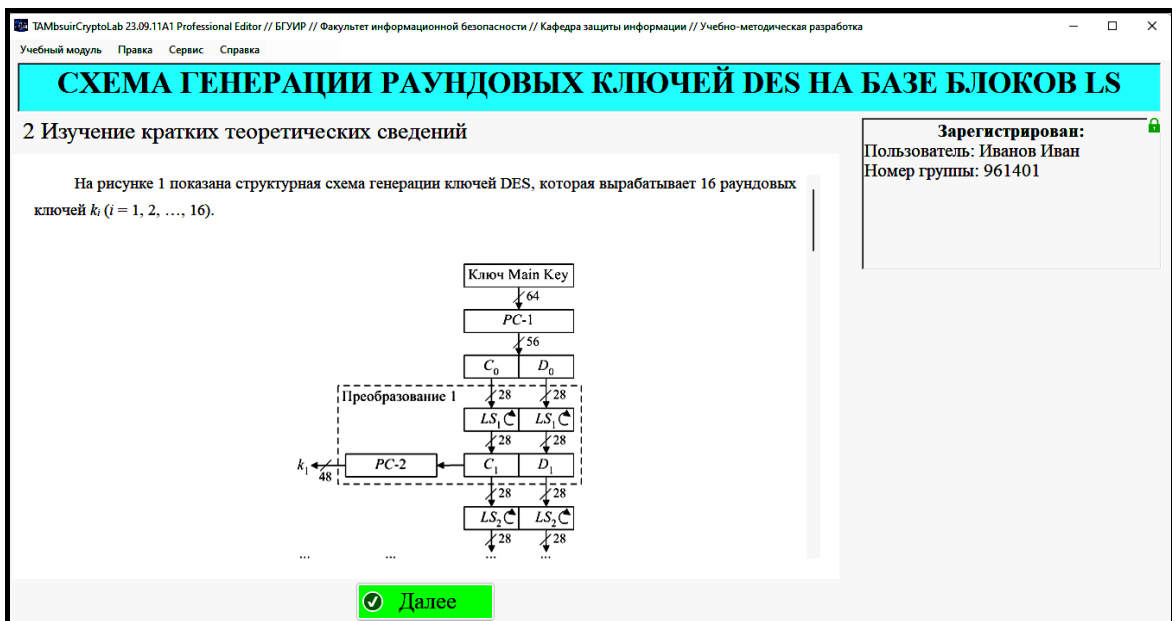 TAMbsuirCryptoLab 23.09.11A1 Professional Editor // БГУИР // Факультет информационной безопасности // Кафедра защиты информации // Учебно-методическая разработка
Учебный модуль Правка Сервис Справка
СХЕМА ГЕНЕРАЦИИ РАУНДОВЫХ КЛЮЧЕЙ DES НА БАЗЕ БЛОКОВ LS
2 Изучение кратких теоретических сведений
Зарегистрирован:
Пользователь: Иванов Иван
Номер группы: 961401
На рисунке 1 показана структурная схема генерации ключей DES, которая вырабатывает 16 раундовых
ключей kᵢ (i = 1, 2, …, 16).
Ключ Main Key
64
PC-1
56
C₀ D₀
Преобразование 1 28 28
LS₁ LS₁
28 28
k₁ 48 PC-2 C₁ D₁
28 28
LS₂ LS₂
28 28
... ... ... ...
Далее